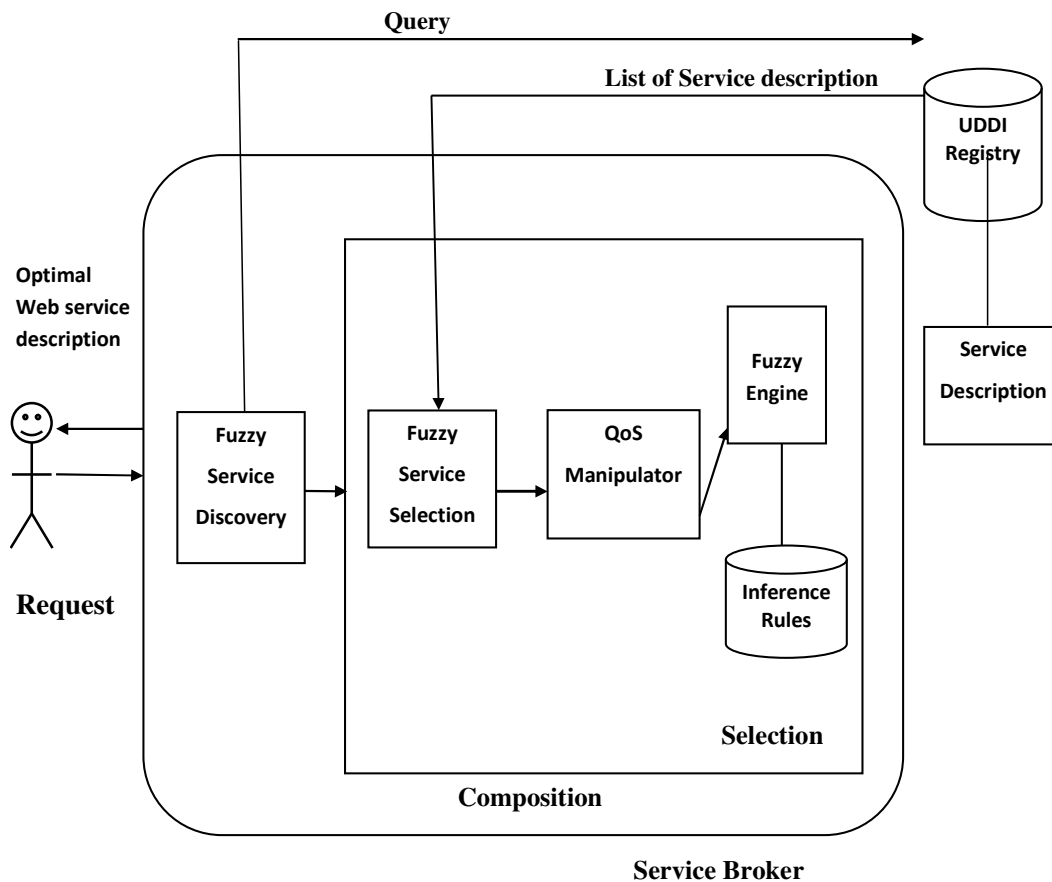 Query
List of Service description
UDDI
Registry
Optimal
Web service
description
Service
Description
Fuzzy
Engine
Fuzzy
Service
Discovery
Fuzzy
Service
Selection
QoS
Manipulator
Inference
Rules
Request
Selection
Composition
Service Broker